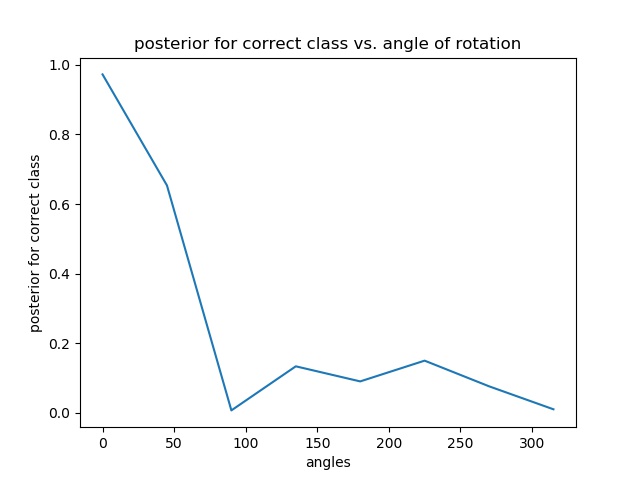 posterior for correct class vs. angle of rotation
1.0
0.8
0.6
0.4
0.2
0.0
posterior for correct class
0 50 100 150 200 250 300
angles